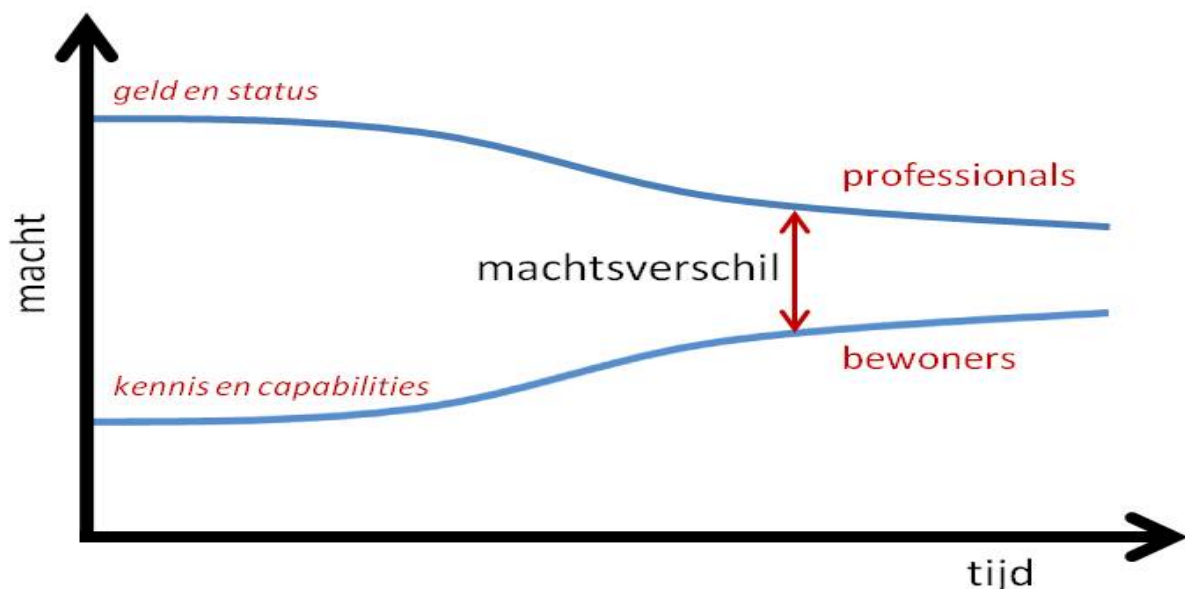 geld en status
professionals
macht
machtsverschil
bewoners
kennis en capabilities
tijd